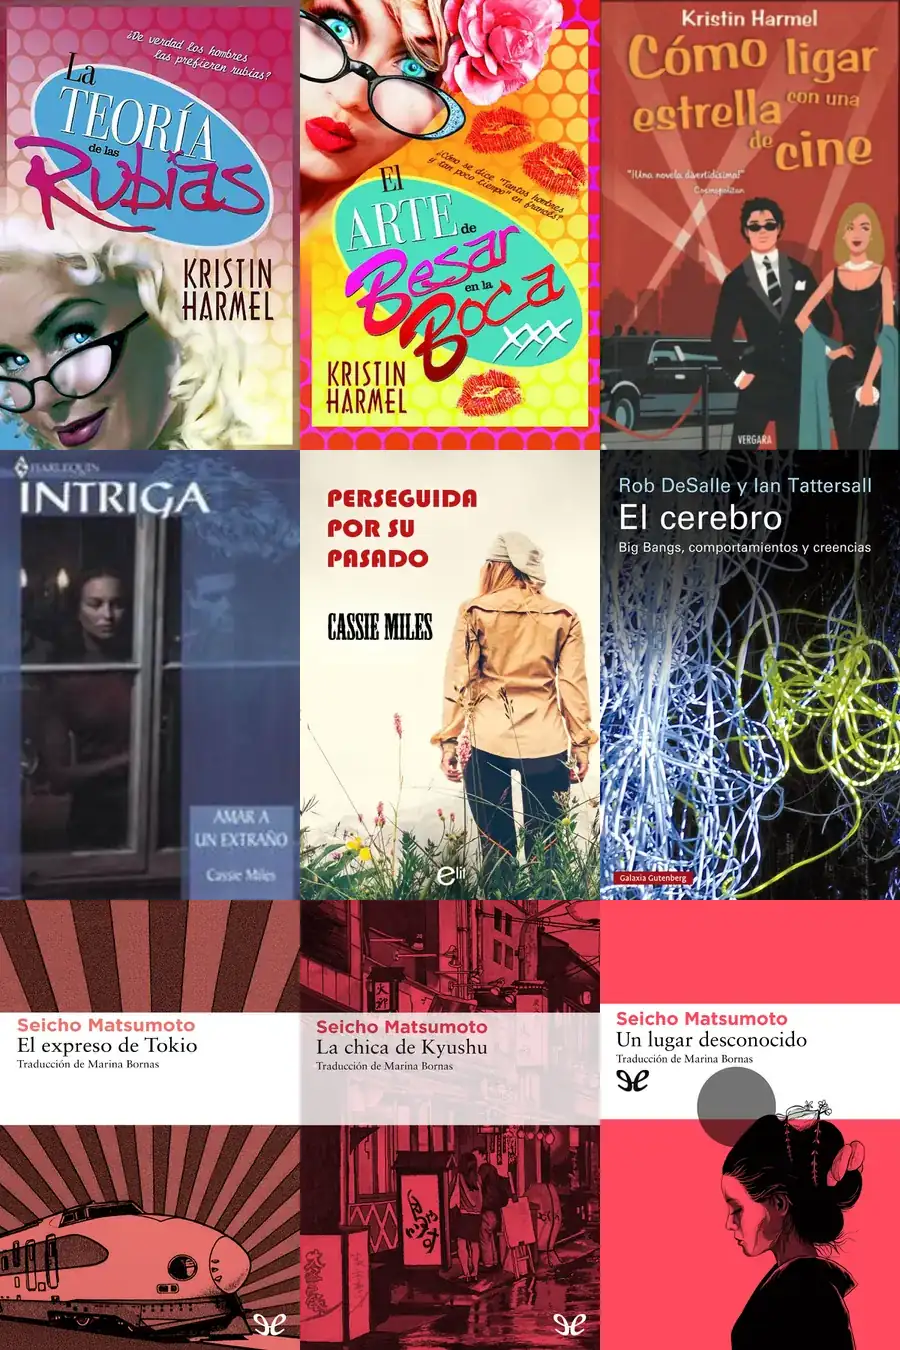 ¿De verdad los hombres
las prefieren rubias?
La
TEORÍA
de las
Rubias
KRISTIN
HARMEL
¿Cómo se dice "Tantos hombres
y tan poco tiempo" en francés?
El
ARTE de
Besar
en la
Boca
XXX
KRISTIN
HARMEL
Kristin Harmel
Cómo ligar
con una
estrella
de
cine
"¡Una novela divertidísima!"
Cosmopolitan
VERGARA
HARLEQUIN
INTRIGA
AMAR A
UN EXTRAÑO
Cassie Miles
PERSEGUIDA
POR SU
PASADO
CASSIE MILES
elit
Rob DeSalle y Ian Tattersall
El cerebro
Big Bangs, comportamientos y creencias
Galaxia Gutenberg
Seicho Matsumoto
El expreso de Tokio
Traducción de Marina Bornas
Seicho Matsumoto
La chica de Kyushu
Traducción de Marina Bornas
Seicho Matsumoto
Un lugar desconocido
Traducción de Marina Bornas